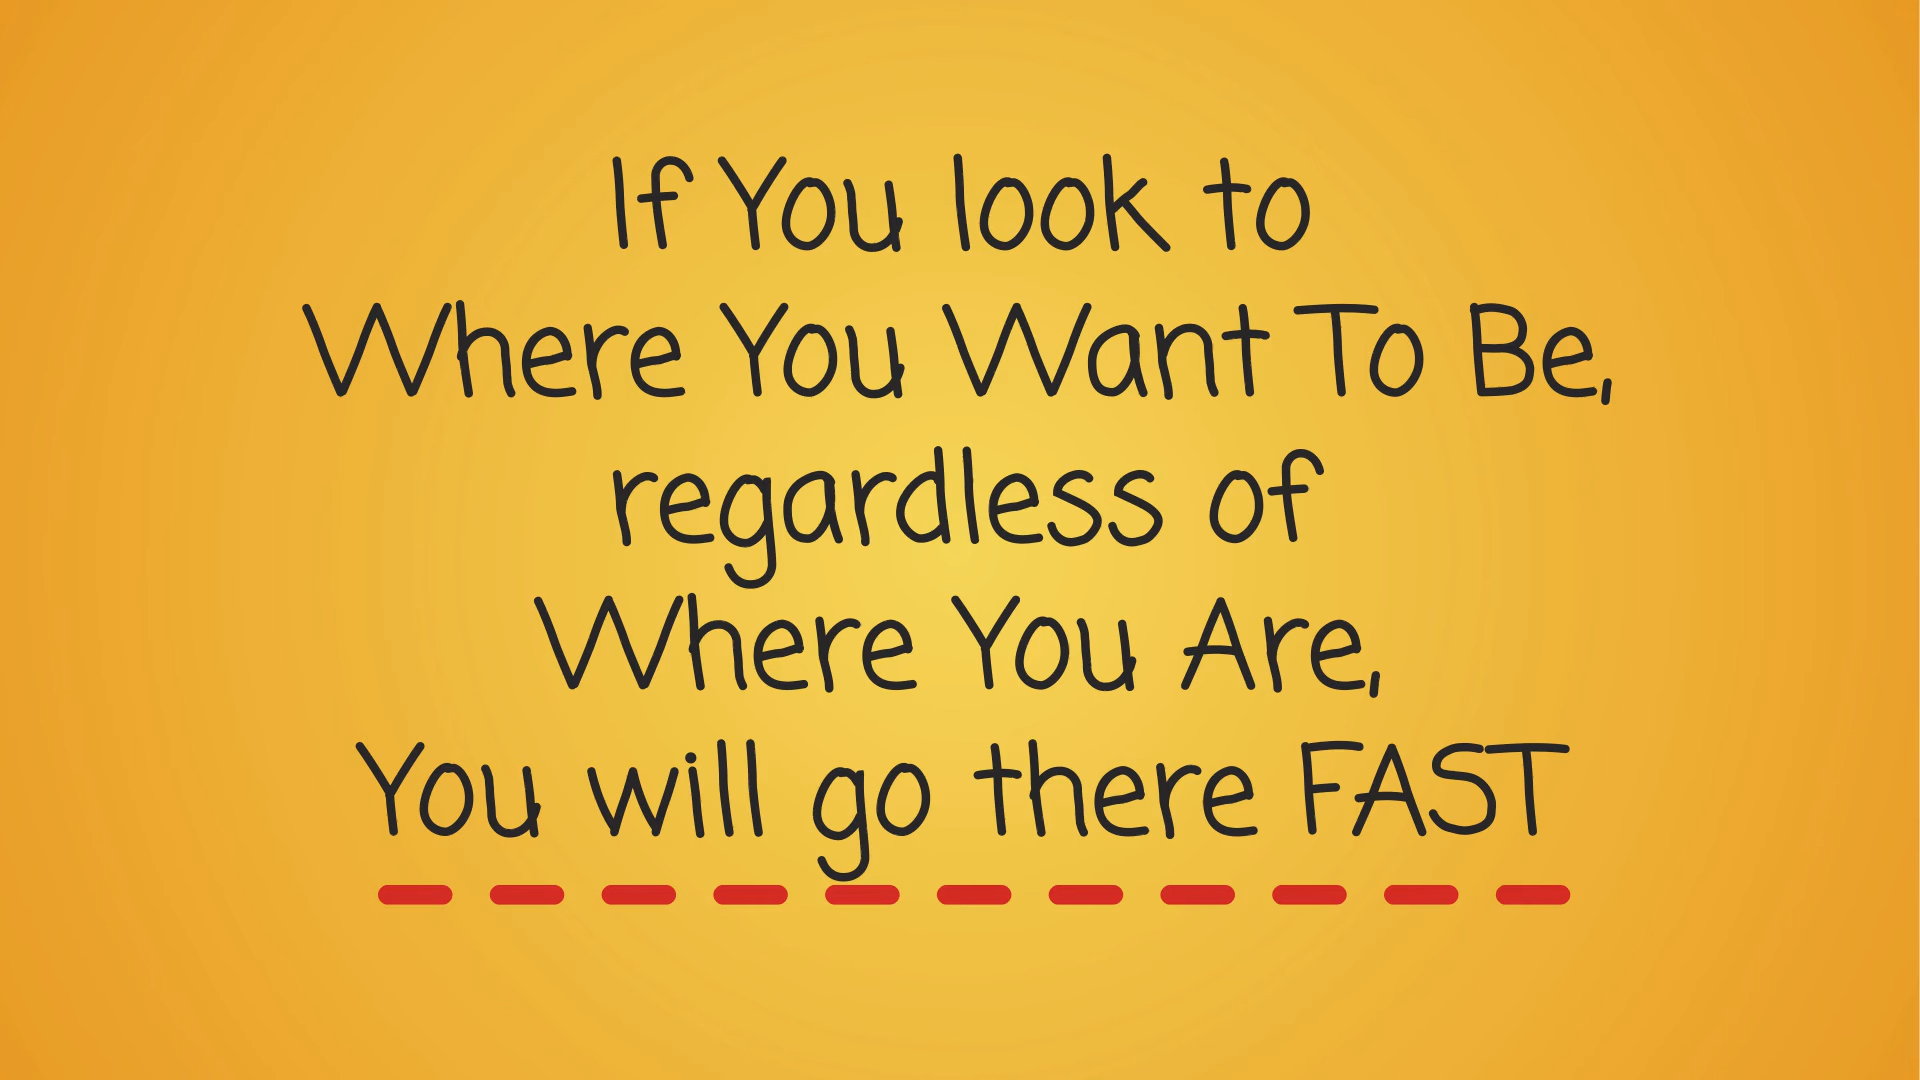 If You look to
Where You Want To Be,
regardless of
Where You Are,
You will go there FAST